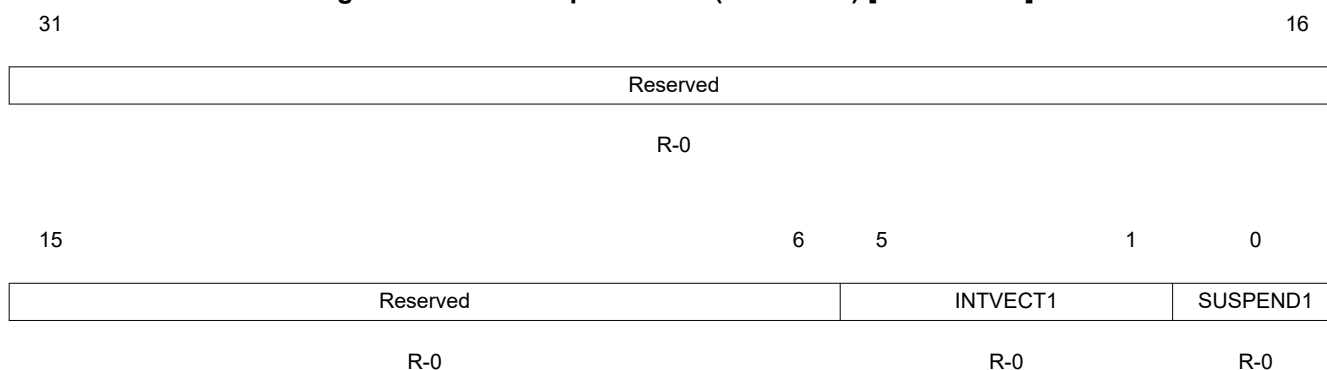 31 16
Reserved
R-0
15 6 5 1 0
Reserved INTVECT1 SUSPEND1
R-0 R-0 R-0